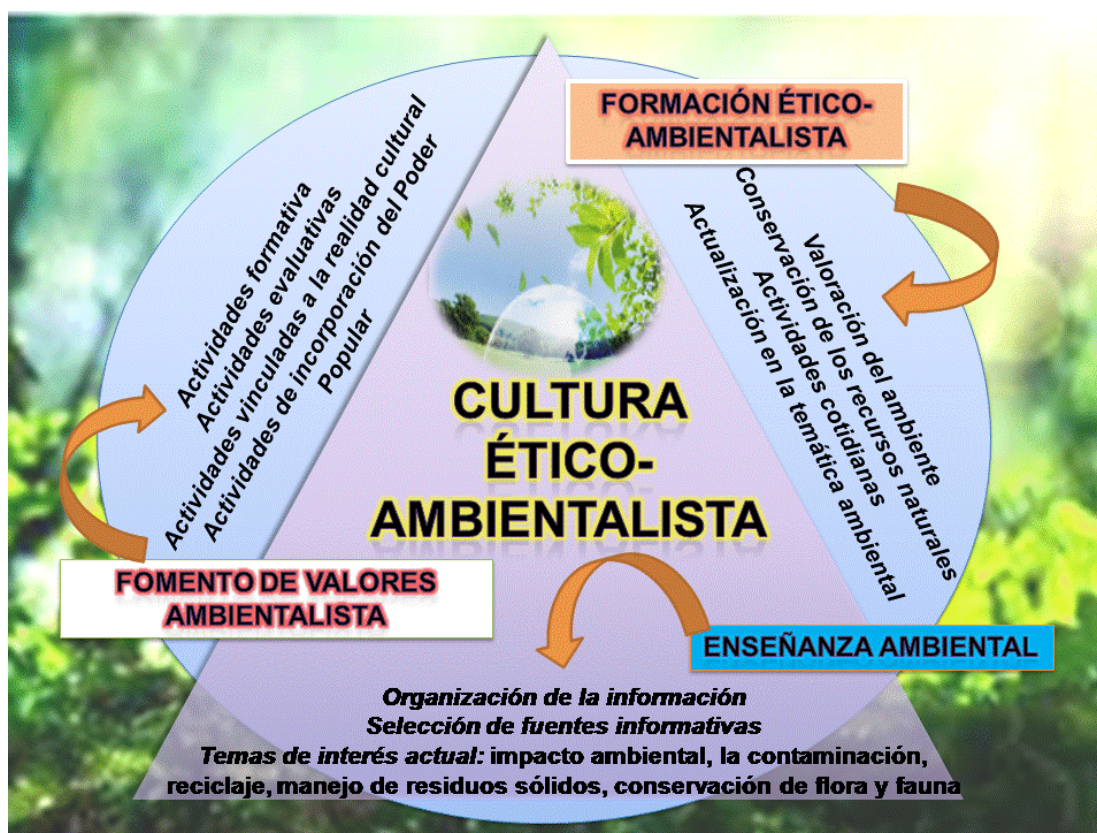 FORMACIÓN ÉTICO-
AMBIENTALISTA
Valoración del ambiente
Conservación de los recursos naturales
Actividades cotidianas
Actualización en la temática ambiental
Actividades formativa
Actividades evaluativas
Actividades vinculadas a la realidad cultural
Actividades de incorporación del Poder
Popular
CULTURA
ÉTICO-
AMBIENTALISTA
FOMENTO DE VALORES
AMBIENTALISTA
ENSEÑANZA AMBIENTAL
Organización de la información
Selección de fuentes informativas
Temas de interés actual: impacto ambiental, la contaminación,
reciclaje, manejo de residuos sólidos, conservación de flora y fauna